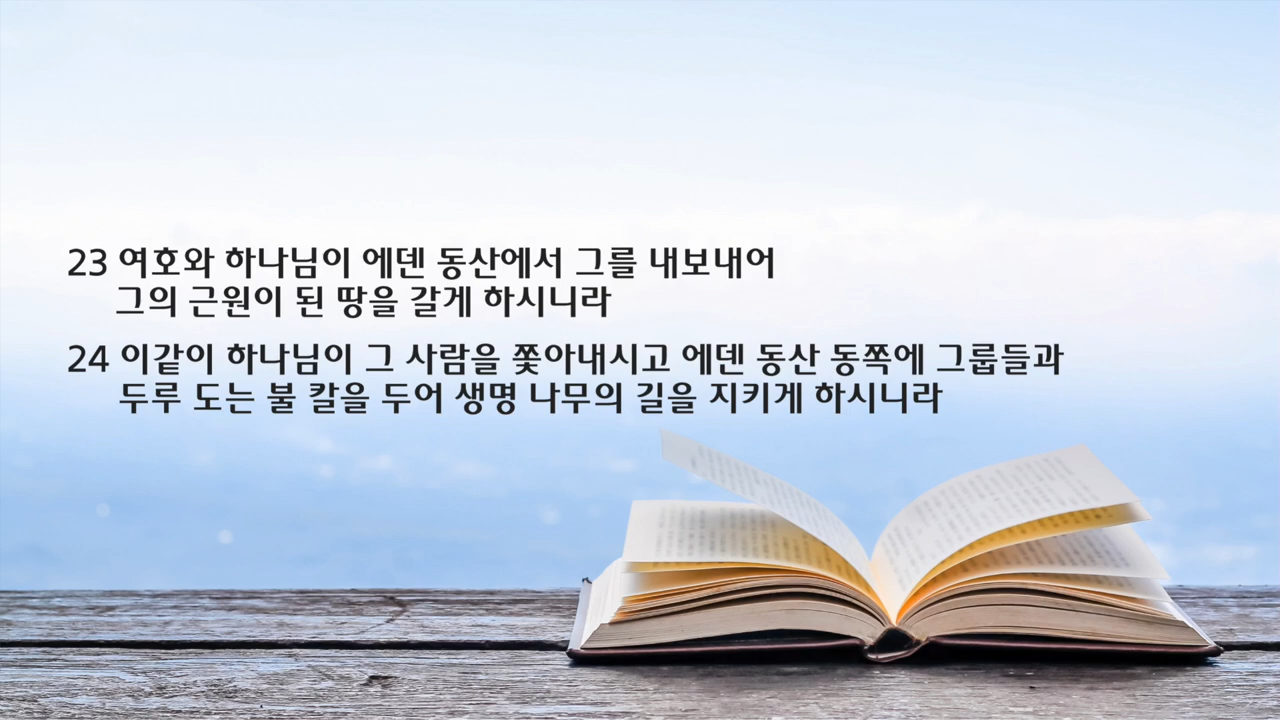 23 여호와 하나님이 에덴 동산에서 그를 내보내어
그의 근원이 된 땅을 갈게 하시니라
24 이같이 하나님이 그 사람을 쫓아내시고 에덴 동산 동쪽에 그룹들과
두루 도는 불 칼을 두어 생명 나무의 길을 지키게 하시니라